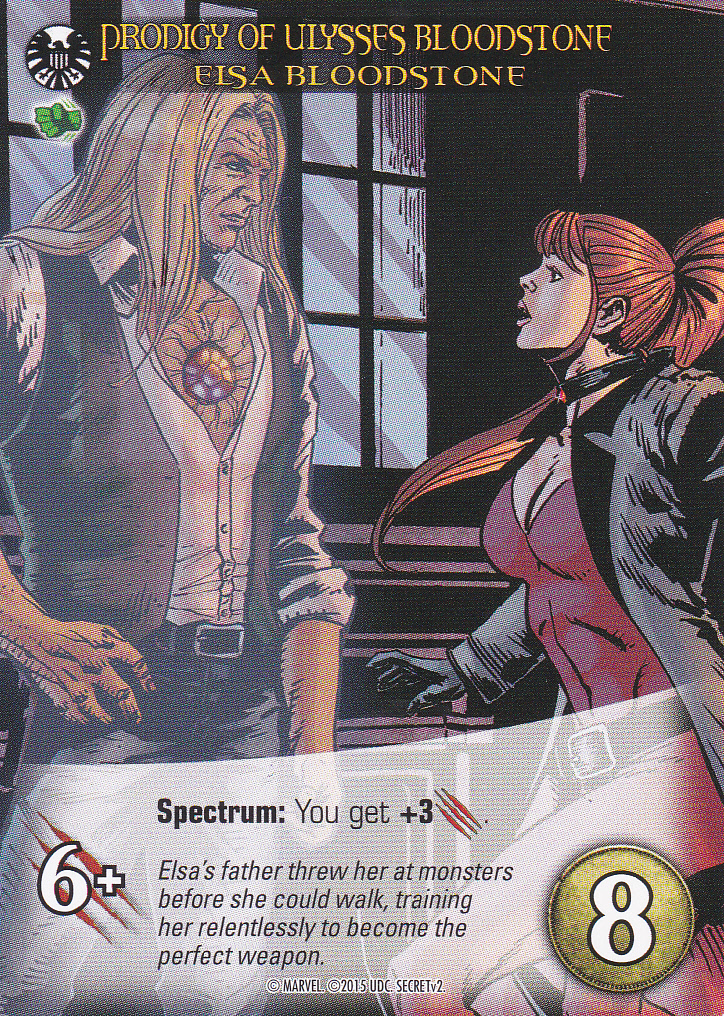 PRODIGY OF ULYSSES BLOODSTONE
ELSA BLOODSTONE
Spectrum: You get +3.
6+
Elsa's father threw her at monsters
before she could walk, training
her relentlessly to become the
perfect weapon.
8
© MARVEL. ©2015 UDC. SECRETv2.